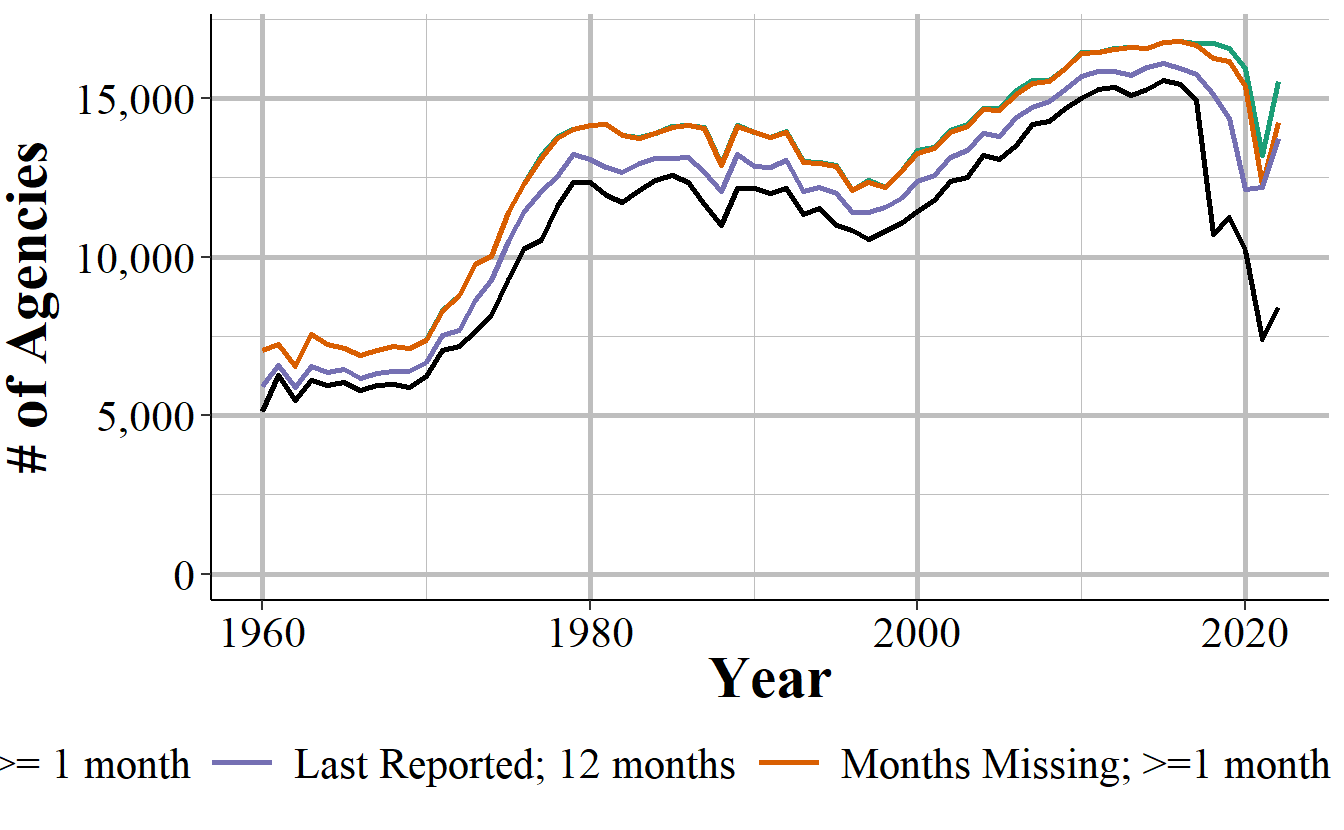 # of Agencies
15,000
10,000
5,000
0
1960 1980 2000 2020
Year
>= 1 month Last Reported; 12 months Months Missing; >=1 month